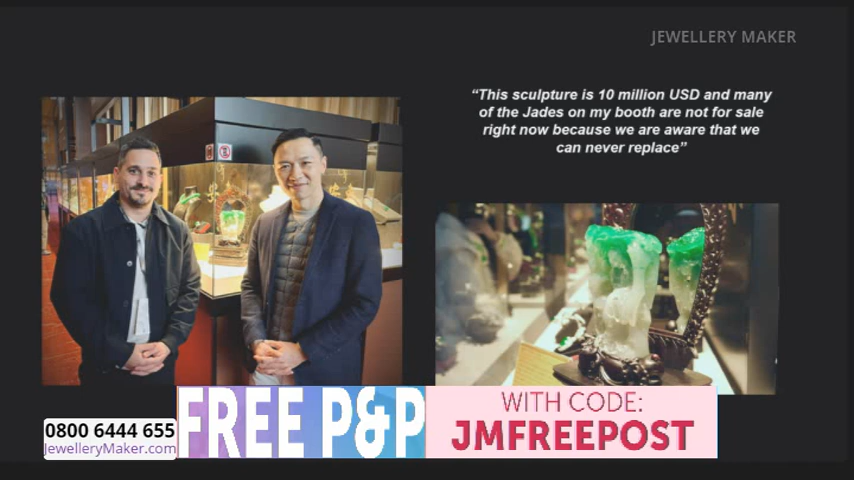 JEWELLERY MAKER
“This sculpture is 10 million USD and many
of the Jades on my booth are not for sale
right now because we are aware that we
can never replace”
0800 6444 655
JewelleryMaker.com
FREE P&P
WITH CODE:
JMFREEPOST